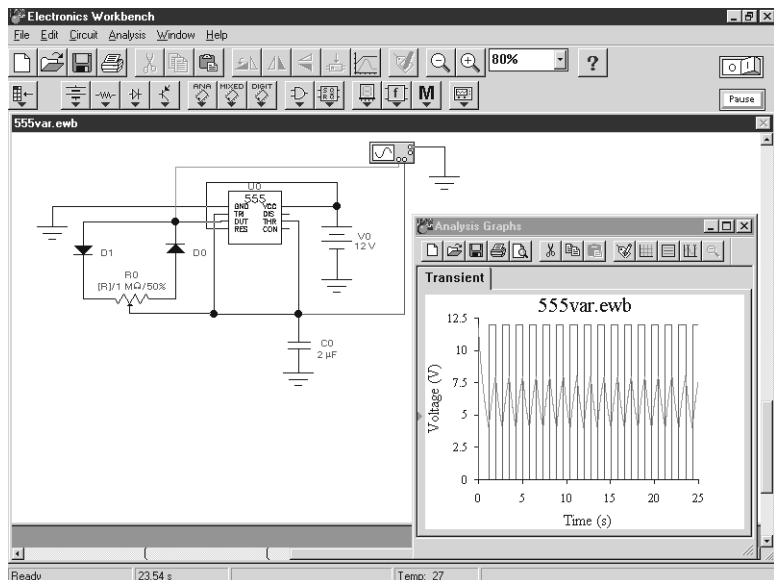 Electronics Workbench
File Edit Circuit Analysis Window Help
80%
?
ANA MIXED DIGIT
f M
Pause
555var.ewb
U0
555
GND VCC
TRI DIS
OUT THR
RES CON
V0
12 V
D1
D0
R0
[R]/1 MΩ/50%
C0
2 µF
Analysis Graphs
Transient
555var.ewb
Voltage (V)
12.5
10
7.5
5
2.5
0
0 5 10 15 20 25
Time (s)
Ready 23.54 s Temp: 27